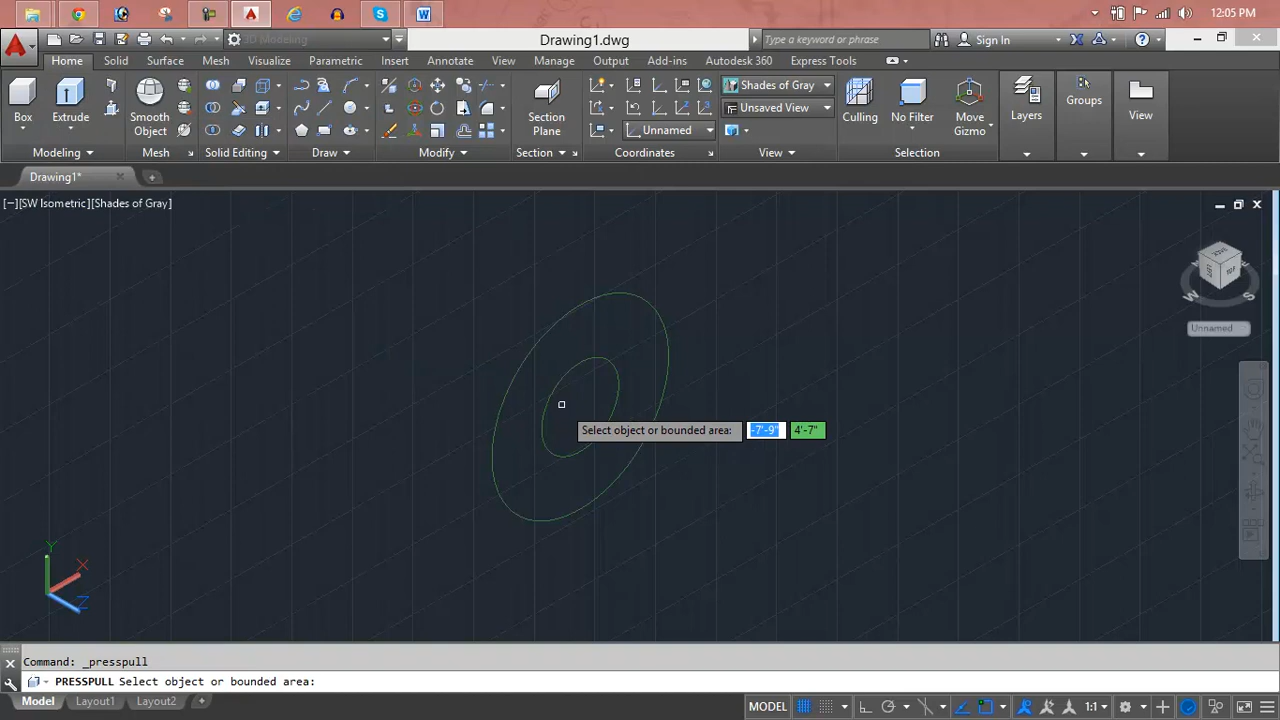 12:05 PM
3D Modeling
Drawing1.dwg
Type a keyword or phrase
Sign In
Home Solid Surface Mesh Visualize Parametric Insert Annotate View Manage Output Add-ins Autodesk 360 Express Tools
Box
Extrude
Smooth
Object
Section
Plane
Shades of Gray
Unsaved View
Unnamed
Culling
No Filter
Move
Gizmo
Layers
Groups
View
Modeling
Mesh
Solid Editing
Draw
Modify
Section
Coordinates
View
Selection
Drawing1*
[−][SW Isometric][Shades of Gray]
W
S
Unnamed
Select object or bounded area: -7'-9" 4'-7"
Y
X
Z
Command: _presspull
PRESSPULL Select object or bounded area:
Model Layout1 Layout2
MODEL
1:1